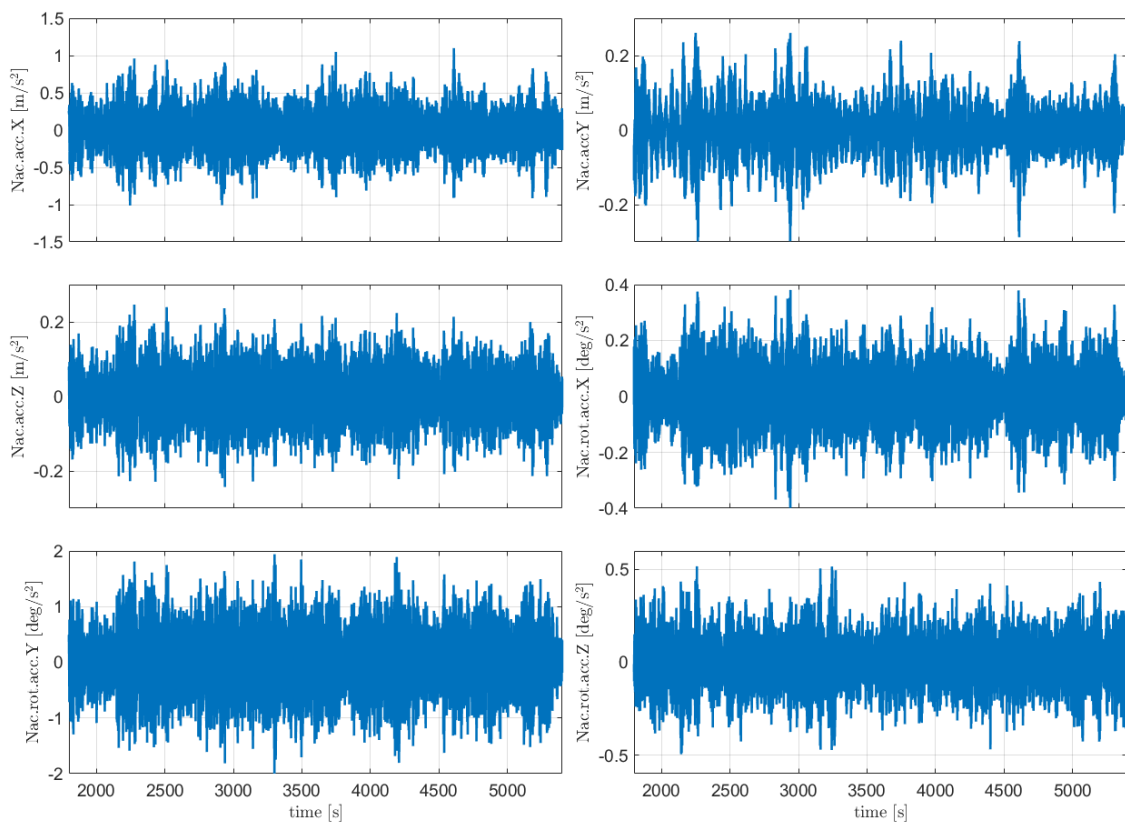 1.5
1
0.5
0
-0.5
-1
-1.5
Nac.acc.X [m/s²]
0.2
0
-0.2
Nac.accY [m/s²]
0.2
0
-0.2
Nac.acc.Z [m/s²]
0.4
0.2
0
-0.2
-0.4
Nac.rot.acc.X [deg/s²]
2
1
0
-1
-2
Nac.rot.acc.Y [deg/s²]
2000 2500 3000 3500 4000 4500 5000
time [s]
0.5
0
-0.5
Nac.rot.acc.Z [deg/s²]
2000 2500 3000 3500 4000 4500 5000
time [s]